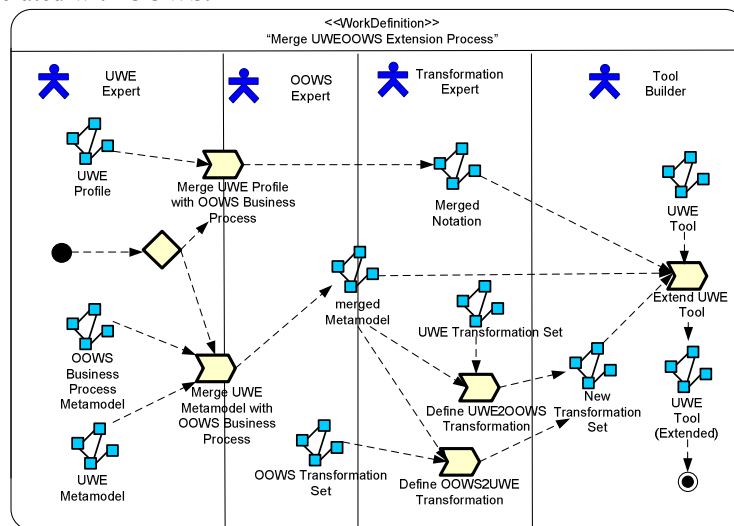 <<WorkDefinition>>
“Merge UWEOOWS Extension Process”
UWE
Expert
OOWS
Expert
Transformation
Expert
Tool
Builder
UWE
Profile
Merge UWE Profile
with OOWS Business
Process
Merged
Notation
UWE
Tool
merged
Metamodel
Extend UWE
Tool
UWE Transformation Set
OOWS
Business
Process
Metamodel
Merge UWE
Metamodel with
OOWS Business
Process
Define UWE2OOWS
Transformation
New
Transformation
Set
UWE
Tool
(Extended)
UWE
Metamodel
OOWS Transformation
Set
Define OOWS2UWE
Transformation